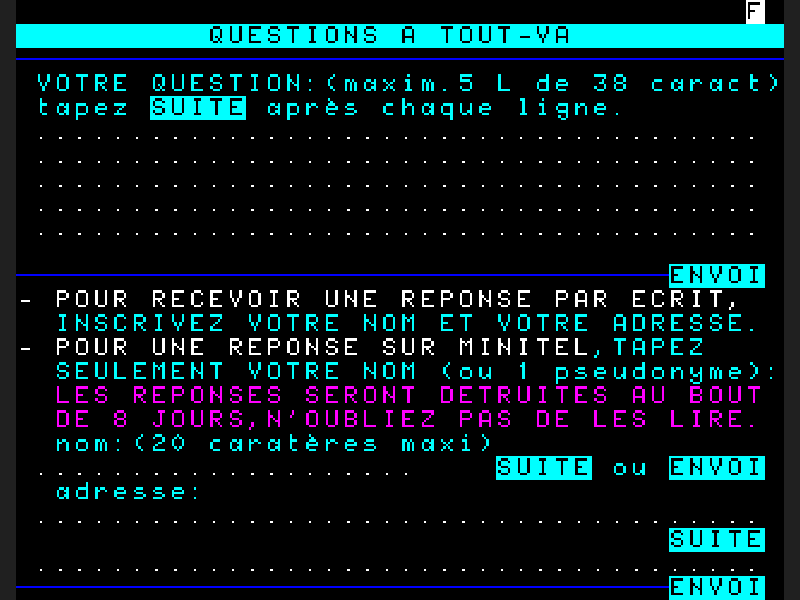 F
QUESTIONS A TOUT-VA
VOTRE QUESTION:(maxim.5 L de 38 caract)
tapez SUITE après chaque ligne.
......................................
......................................
......................................
......................................
......................................
ENVOI
- POUR RECEVOIR UNE REPONSE PAR ECRIT,
INSCRIVEZ VOTRE NOM ET VOTRE ADRESSE.
- POUR UNE REPONSE SUR MINITEL,TAPEZ
SEULEMENT VOTRE NOM (ou 1 pseudonyme):
LES REPONSES SERONT DETRUITES AU BOUT
DE 8 JOURS,N'OUBLIEZ PAS DE LES LIRE.
nom:(20 caratères maxi)
.................... SUITE ou ENVOI
adresse:
......................................
SUITE
......................................
ENVOI